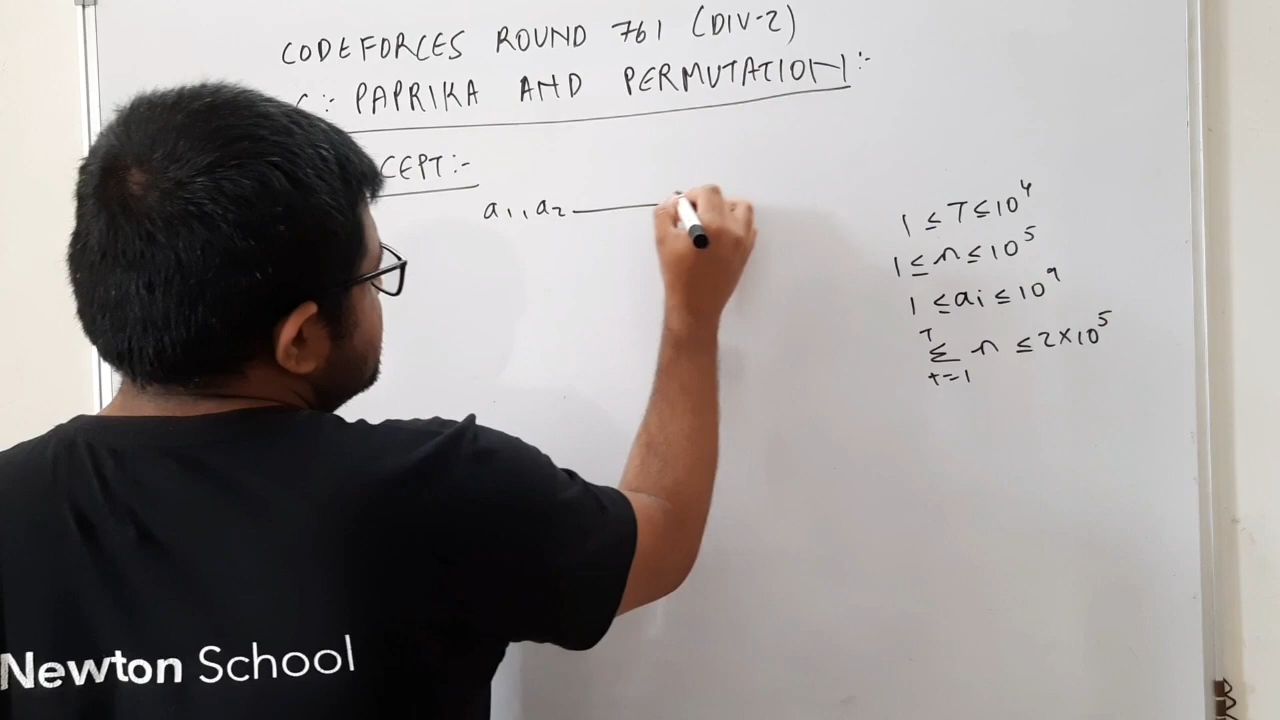 CODEFORCES ROUND 761 (DIV-2)
C:- PAPRIKA AND PERMUTATION:-
CEPT:-
a1, a2
1 ≤ T ≤ 10^4
1 ≤ n ≤ 10^5
1 ≤ ai ≤ 10^9
T
Σ n ≤ 2×10^5
t=1
Newton School